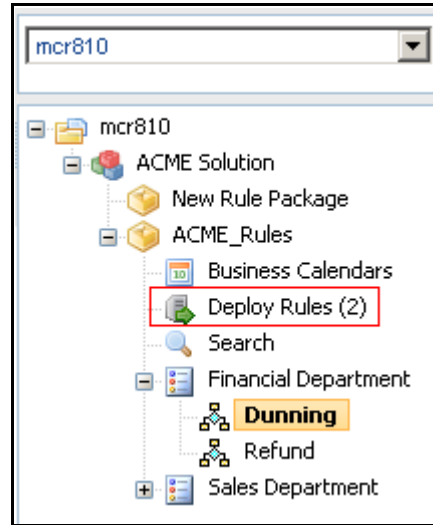 mcr810
mcr810
ACME Solution
New Rule Package
ACME_Rules
10
Business Calendars
Deploy Rules (2)
Search
Financial Department
Dunning
Refund
Sales Department